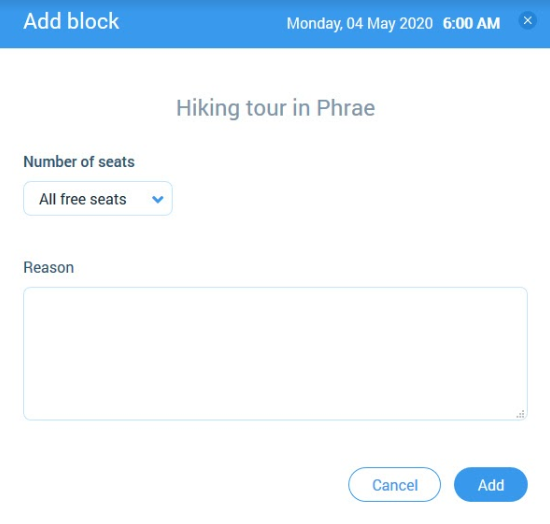 Add block
Monday, 04 May 2020 6:00 AM
Hiking tour in Phrae
Number of seats
All free seats
Reason
Cancel
Add